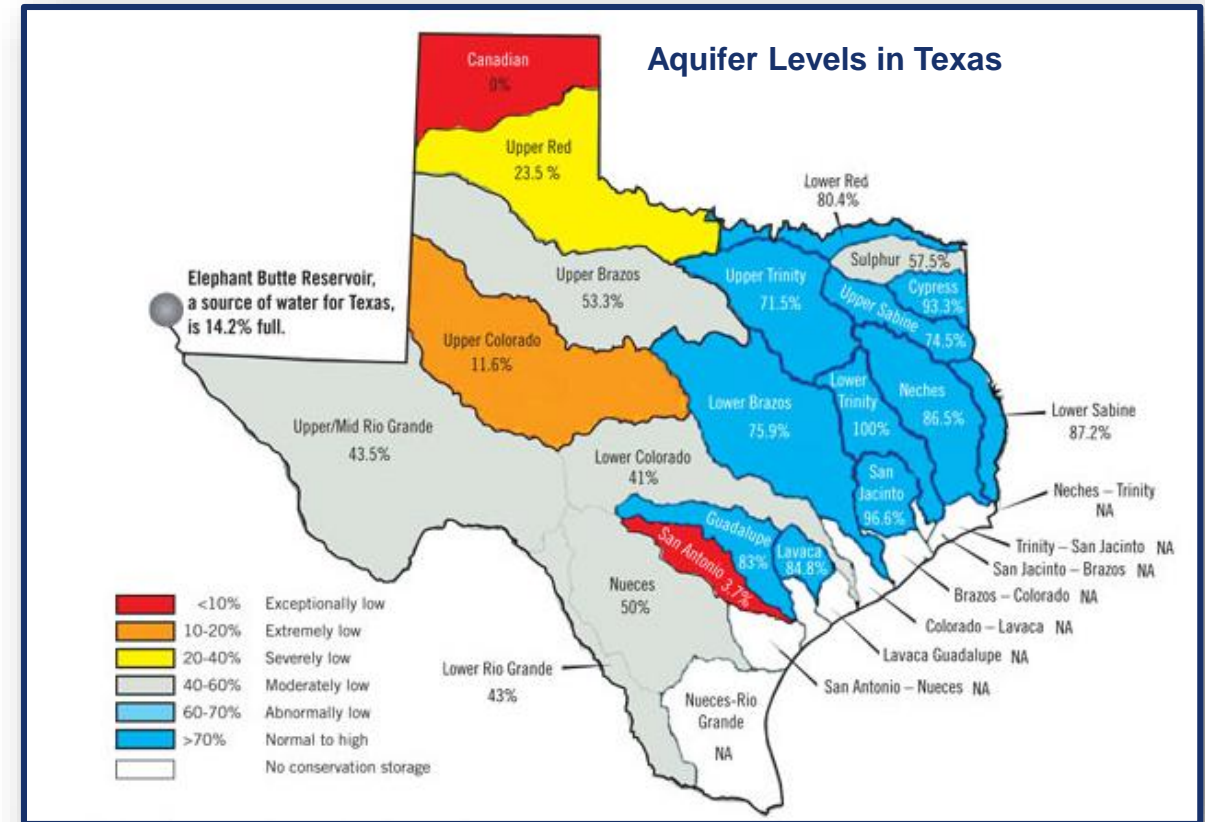 Aquifer Levels in Texas
Canadian
0%
Upper Red
23.5 %
Lower Red
80.4%
Elephant Butte Reservoir,
a source of water for Texas,
is 14.2% full.
Upper Brazos
53.3%
Upper Trinity
71.5%
Sulphur 57.5%
Cypress
93.3%
Upper Sabine
74.5%
Upper Colorado
11.6%
Lower Brazos
75.9%
Lower
Trinity
100%
Neches
86.5%
Lower Sabine
87.2%
Upper/Mid Rio Grande
43.5%
Lower Colorado
41%
San
Jacinto
96.6%
Neches – Trinity
NA
Trinity – San Jacinto NA
San Jacinto – Brazos NA
Brazos – Colorado NA
Colorado – Lavaca NA
Lavaca Guadalupe NA
San Antonio – Nueces NA
Guadalupe
83%
Lavaca
84.8%
San Antonio 3.7%
Nueces
50%
Lower Rio Grande
43%
Nueces-Rio
Grande
NA
<10% Exceptionally low
10-20% Extremely low
20-40% Severely low
40-60% Moderately low
60-70% Abnormally low
>70% Normal to high
No conservation storage